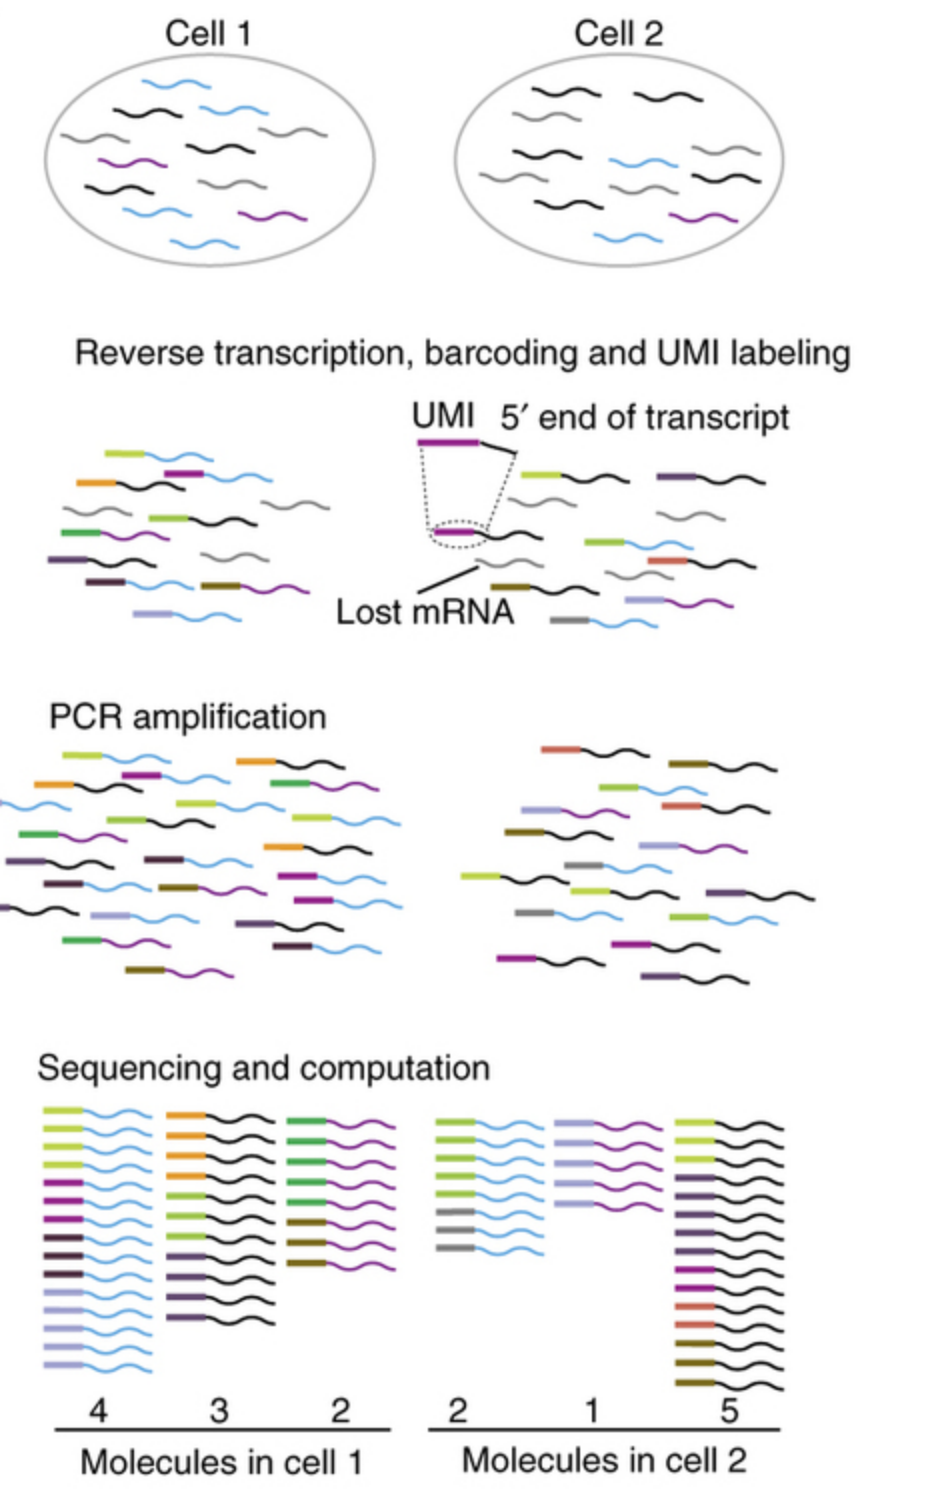 Cell 1
Cell 2
Reverse transcription, barcoding and UMI labeling
UMI
5′ end of transcript
Lost mRNA
PCR amplification
Sequencing and computation
4 3 2
2 1 5
Molecules in cell 1
Molecules in cell 2